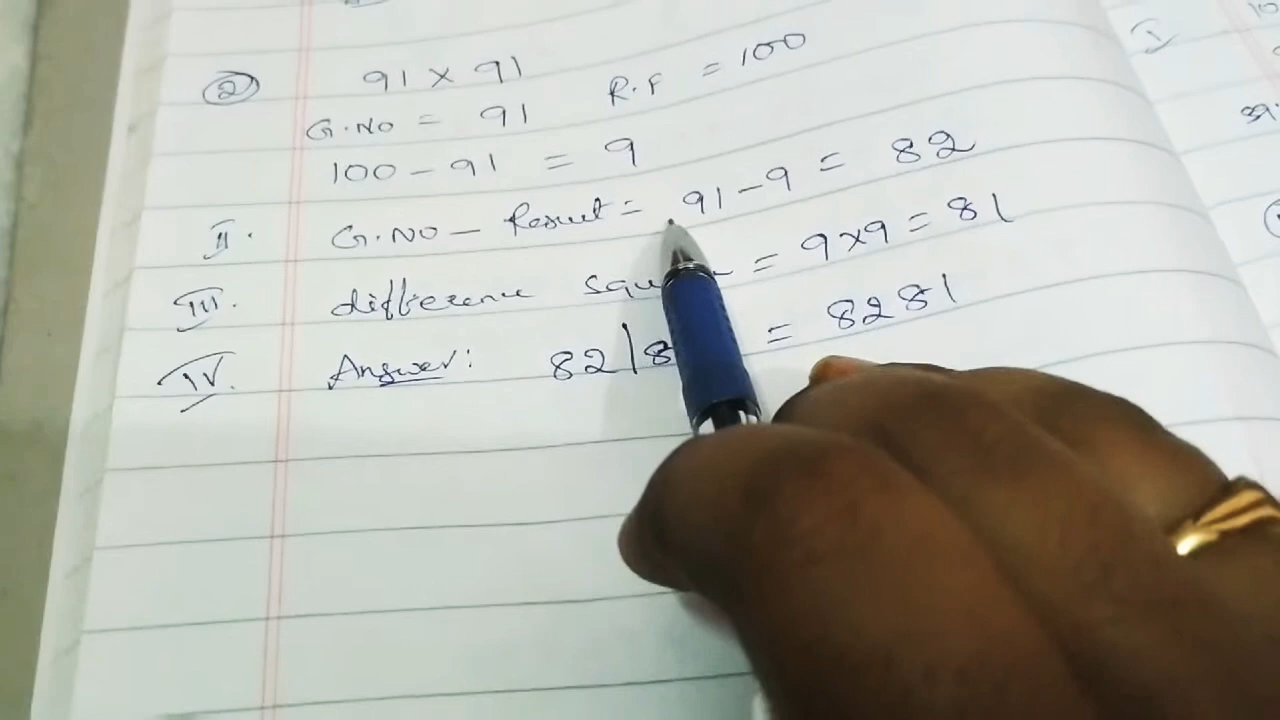 ② 91 × 91
G.No = 91 R.F = 100
100 - 91 = 9
II. G.NO - Result = 91 - 9 = 82
III. difference = 9×9 = 81
IV. Answer: 82|8 = 8281